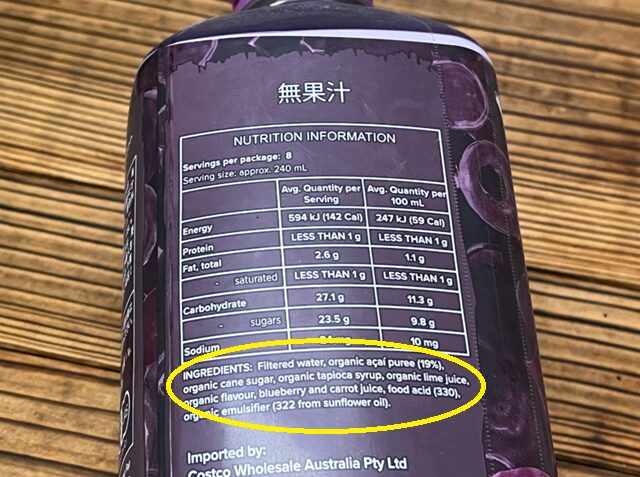 無果汁
NUTRITION INFORMATION
Servings per package: 8
Serving size: approx. 240 mL
Avg. Quantity per Serving Avg. Quantity per 100 mL
Energy 594 kJ (142 Cal) 247 kJ (59 Cal)
Protein LESS THAN 1 g LESS THAN 1 g
Fat, total 2.6 g 1.1 g
- saturated LESS THAN 1 g LESS THAN 1 g
Carbohydrate 27.1 g 11.3 g
- sugars 23.5 g 9.8 g
Sodium 10 mg
INGREDIENTS: Filtered water, organic açaí puree (19%),
organic cane sugar, organic tapioca syrup, organic lime juice,
organic flavour, blueberry and carrot juice, food acid (330),
organic emulsifier (322 from sunflower oil).
Imported by:
Costco Wholesale Australia Pty Ltd